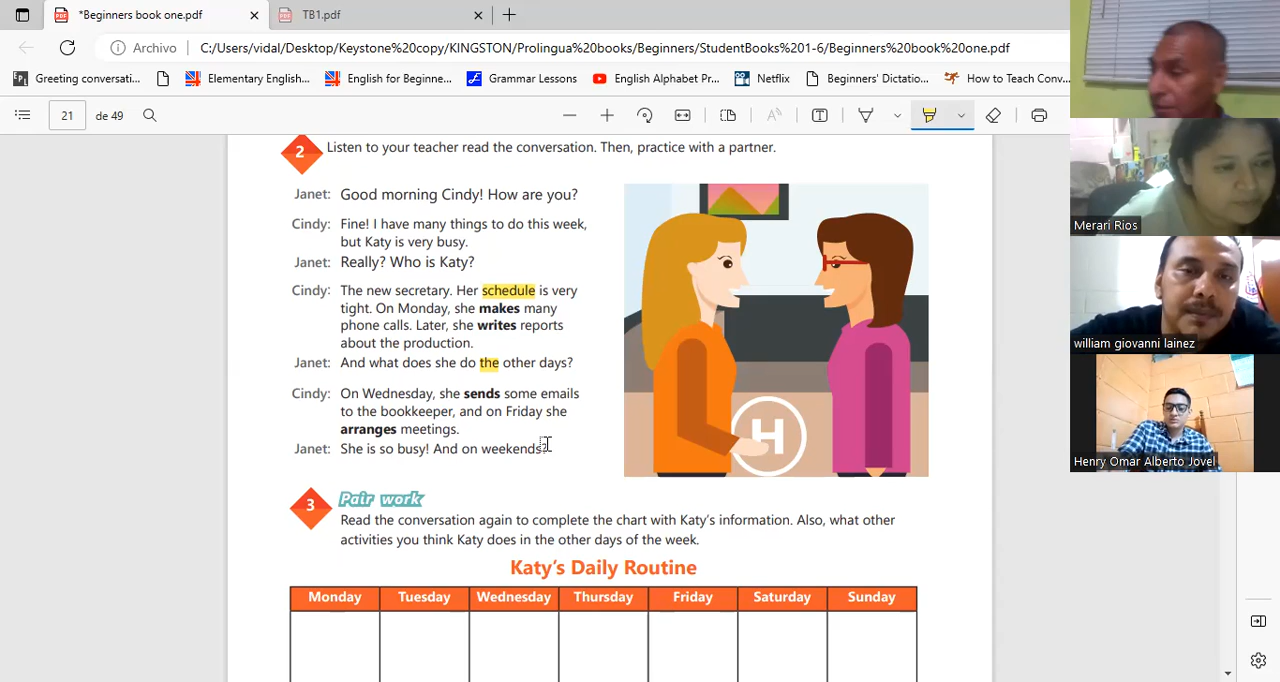 *Beginners book one.pdf
TB1.pdf
Archivo
C:/Users/vidal/Desktop/Keystone%20copy/KINGSTON/Prolingua%20books/Beginners/StudentBooks%201-6/Beginners%20book%20one.pdf
Greeting conversati...
Elementary English...
English for Beginne...
Grammar Lessons
English Alphabet Pr...
Netflix
Beginners' Dictatio...
How to Teach Conv...
21 de 49
2 Listen to your teacher read the conversation. Then, practice with a partner.
Janet: Good morning Cindy! How are you?
Cindy: Fine! I have many things to do this week,
but Katy is very busy.
Janet: Really? Who is Katy?
Cindy: The new secretary. Her schedule is very
tight. On Monday, she makes many
phone calls. Later, she writes reports
about the production.
Janet: And what does she do the other days?
Cindy: On Wednesday, she sends some emails
to the bookkeeper, and on Friday she
arranges meetings.
Janet: She is so busy! And on weekends?
H
3 Pair work
Read the conversation again to complete the chart with Katy's information. Also, what other
activities you think Katy does in the other days of the week.
Katy's Daily Routine
Monday Tuesday Wednesday Thursday Friday Saturday Sunday
Merari Rios
william giovanni lainez
Henry Omar Alberto Jovel